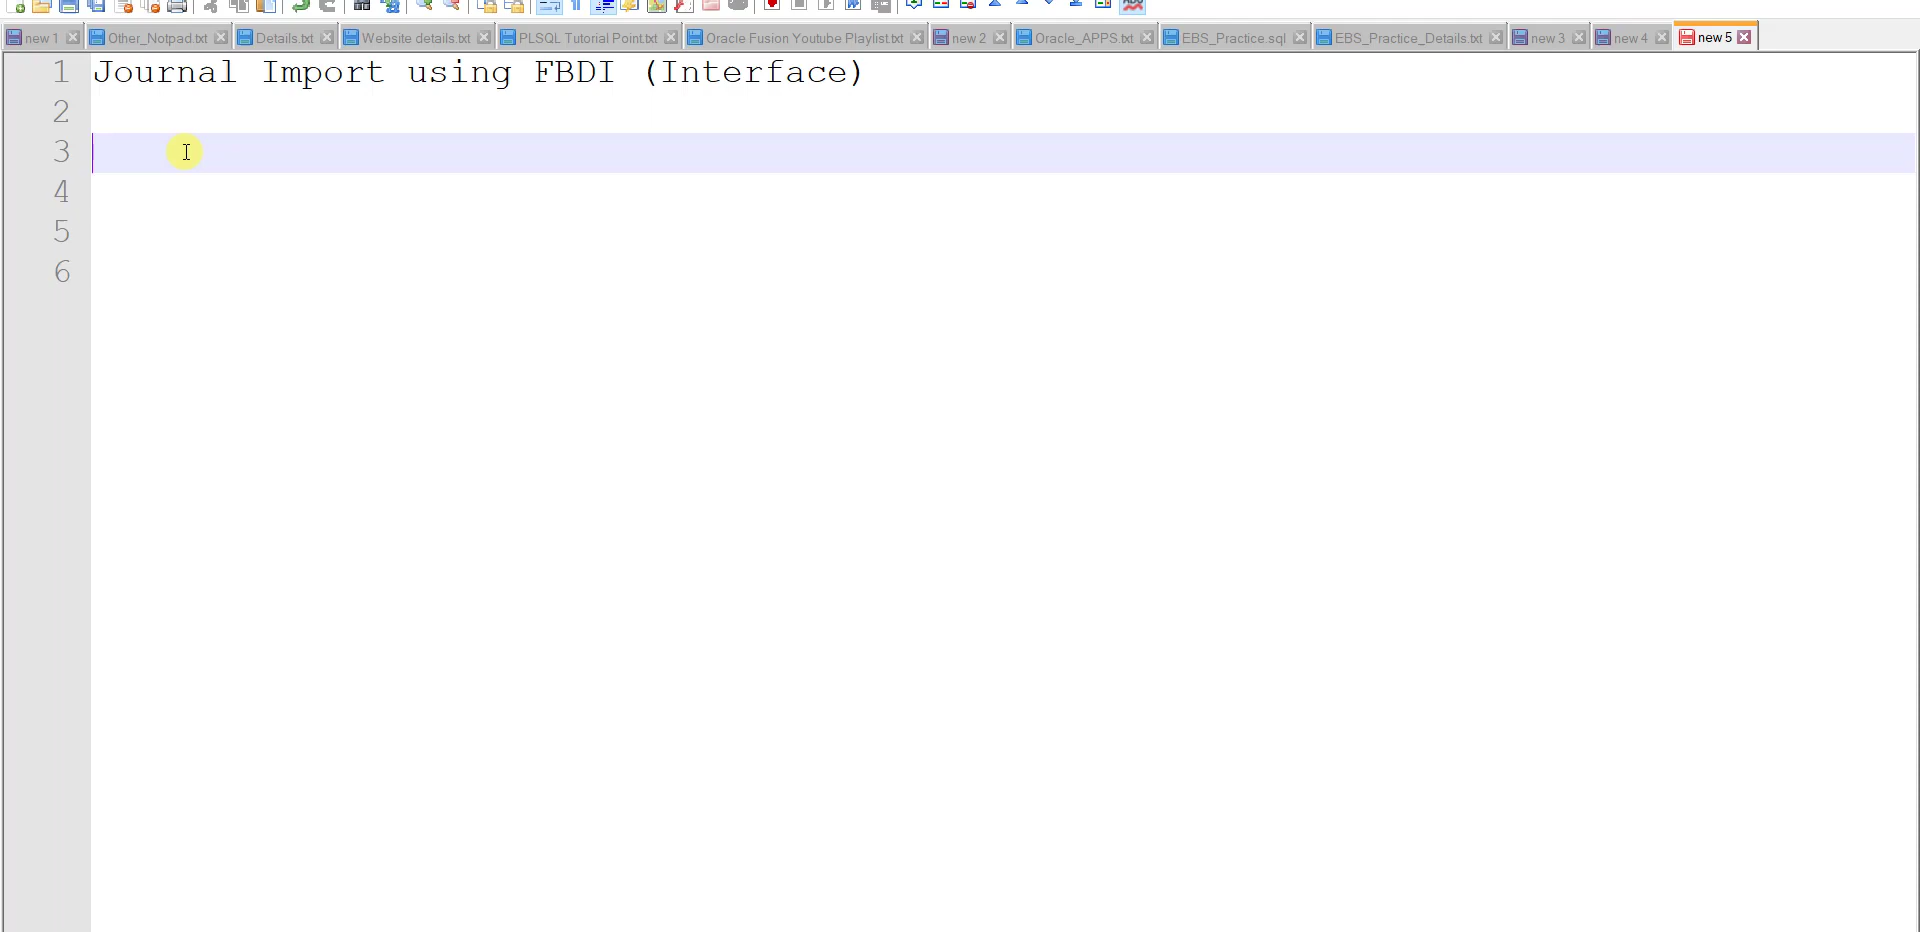 new 1 Other_Notpad.txt Details.txt Website details.txt PLSQL Tutorial Point.txt Oracle Fusion Youtube Playlist.txt new 2 Oracle_APPS.txt EBS_Practice.sql EBS_Practice_Details.txt new 3 new 4 new 5
1 Journal Import using FBDI (Interface)
2
3
4
5
6